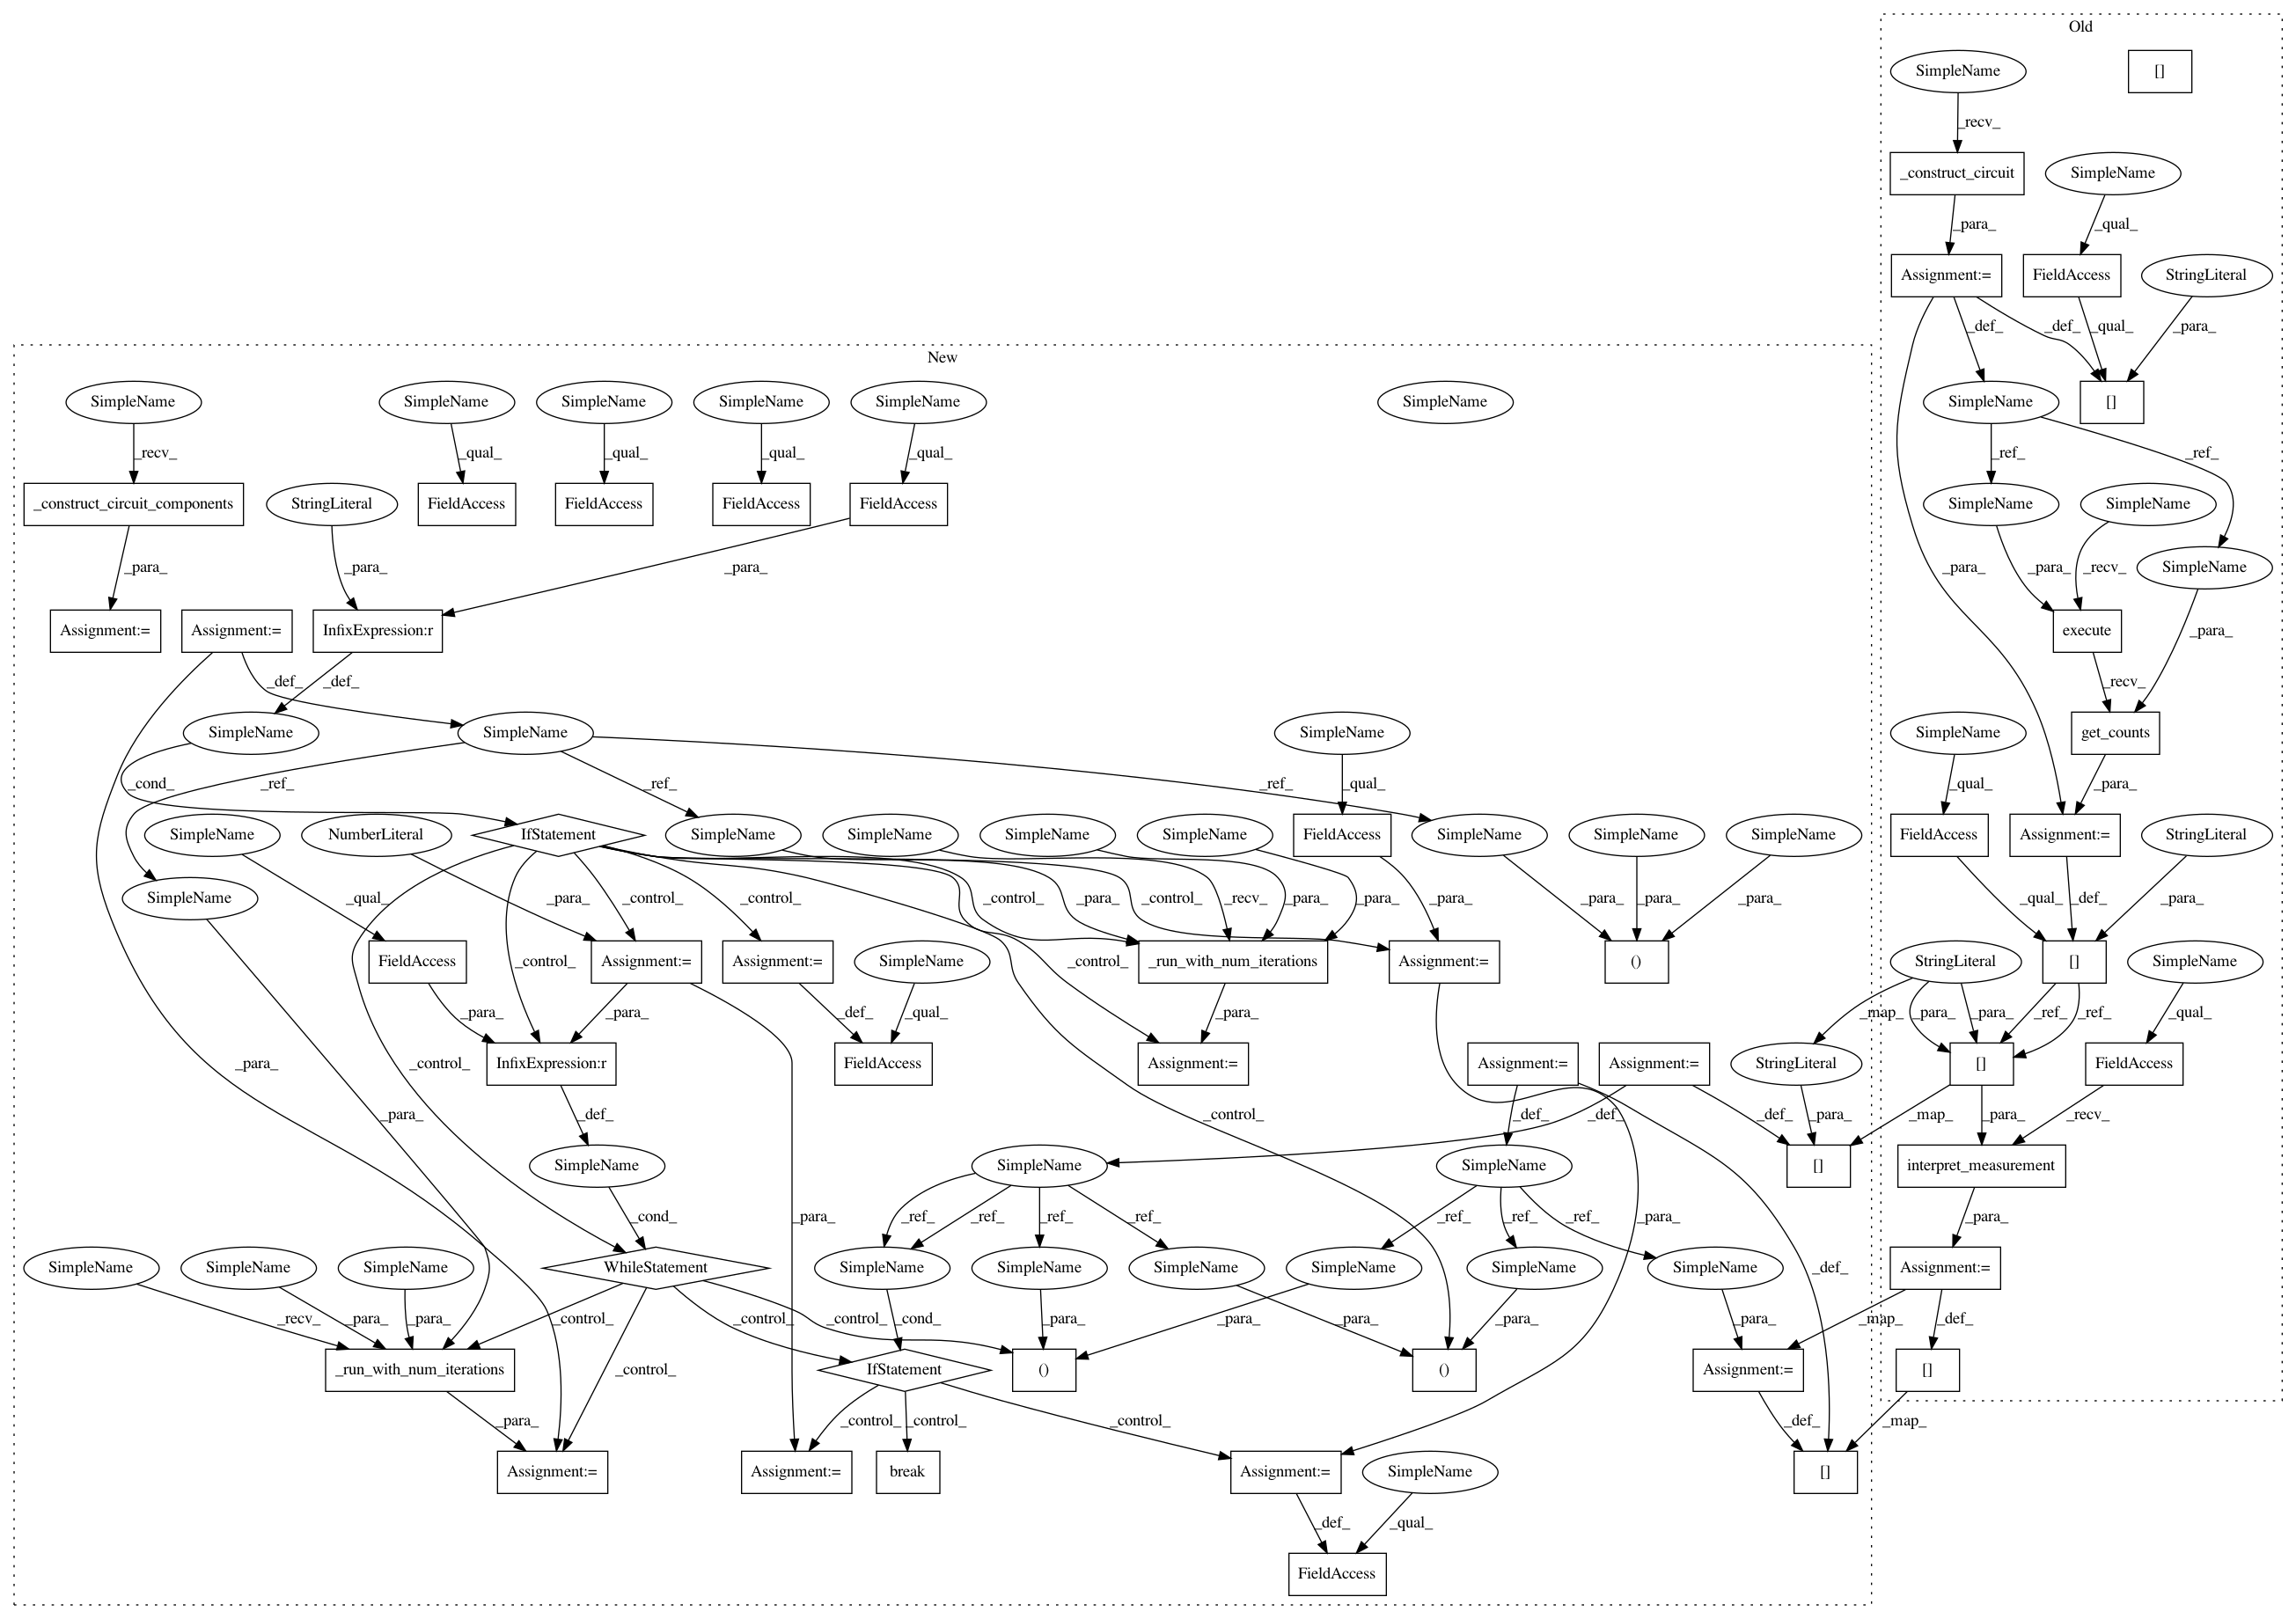 Old
SimpleName
[]
_recv_
_construct_circuit
SimpleName
_para_
_qual_
Assignment:=
FieldAccess
StringLiteral
_def_
_def_
_qual_
_para_
New
SimpleName
SimpleName
SimpleName
SimpleName
SimpleName
SimpleName
SimpleName
[]
_recv_
_qual_
_qual_
_qual_
_qual_
_ref_
_ref_
_construct_circuit_components
StringLiteral
FieldAccess
FieldAccess
FieldAccess
FieldAccess
SimpleName
SimpleName
_para_
_para_
_para_
_para_
_para_
_recv_
SimpleName
Assignment:=
Assignment:=
InfixExpression:r
execute
_para_
_def_
_def_
_recv_
SimpleName
SimpleName
SimpleName
SimpleName
get_counts
_cond_
_ref_
_ref_
_qual_
_ref_
_qual_
_para_
SimpleName
NumberLiteral
IfStatement
SimpleName
SimpleName
SimpleName
SimpleName
FieldAccess
SimpleName
SimpleName
SimpleName
FieldAccess
Assignment:=
StringLiteral
SimpleName
_qual_
_para_
_control_
_control_
_control_
_para_
_control_
_recv_
_para_
_para_
_para_
_para_
_para_
_para_
_qual_
_def_
_para_
FieldAccess
_control_
Assignment:=
Assignment:=
SimpleName
_control_
_run_with_num_iterations
Assignment:=
()
StringLiteral
[]
SimpleName
_para_
_para_
_def_
_qual_
_para_
_map_
_para_
_para_
_ref_
_ref_
_qual_
_para_
_control_
InfixExpression:r
FieldAccess
Assignment:=
Assignment:=
Assignment:=
StringLiteral
[]
FieldAccess
_para_
_def_
_control_
_def_
_def_
_def_
_para_
_map_
_para_
_recv_
SimpleName
SimpleName
SimpleName
[]
interpret_measurement
_cond_
_para_
_ref_
_ref_
_ref_
_ref_
_ref_
_ref_
_ref_
_para_
_para_
SimpleName
SimpleName
SimpleName
WhileStatement
SimpleName
SimpleName
SimpleName
SimpleName
SimpleName
SimpleName
Assignment:=
_def_
_recv_
_para_
_para_
_control_
_control_
_control_
_cond_
_para_
_para_
_para_
_para_
_map_
_def_
_run_with_num_iterations
_control_
IfStatement
()
()
Assignment:=
[]
_para_
_control_
_control_
_control_
_def_
_map_
Assignment:=
Assignment:=
break
Assignment:=
SimpleName
[]
_def_
_qual_
FieldAccess